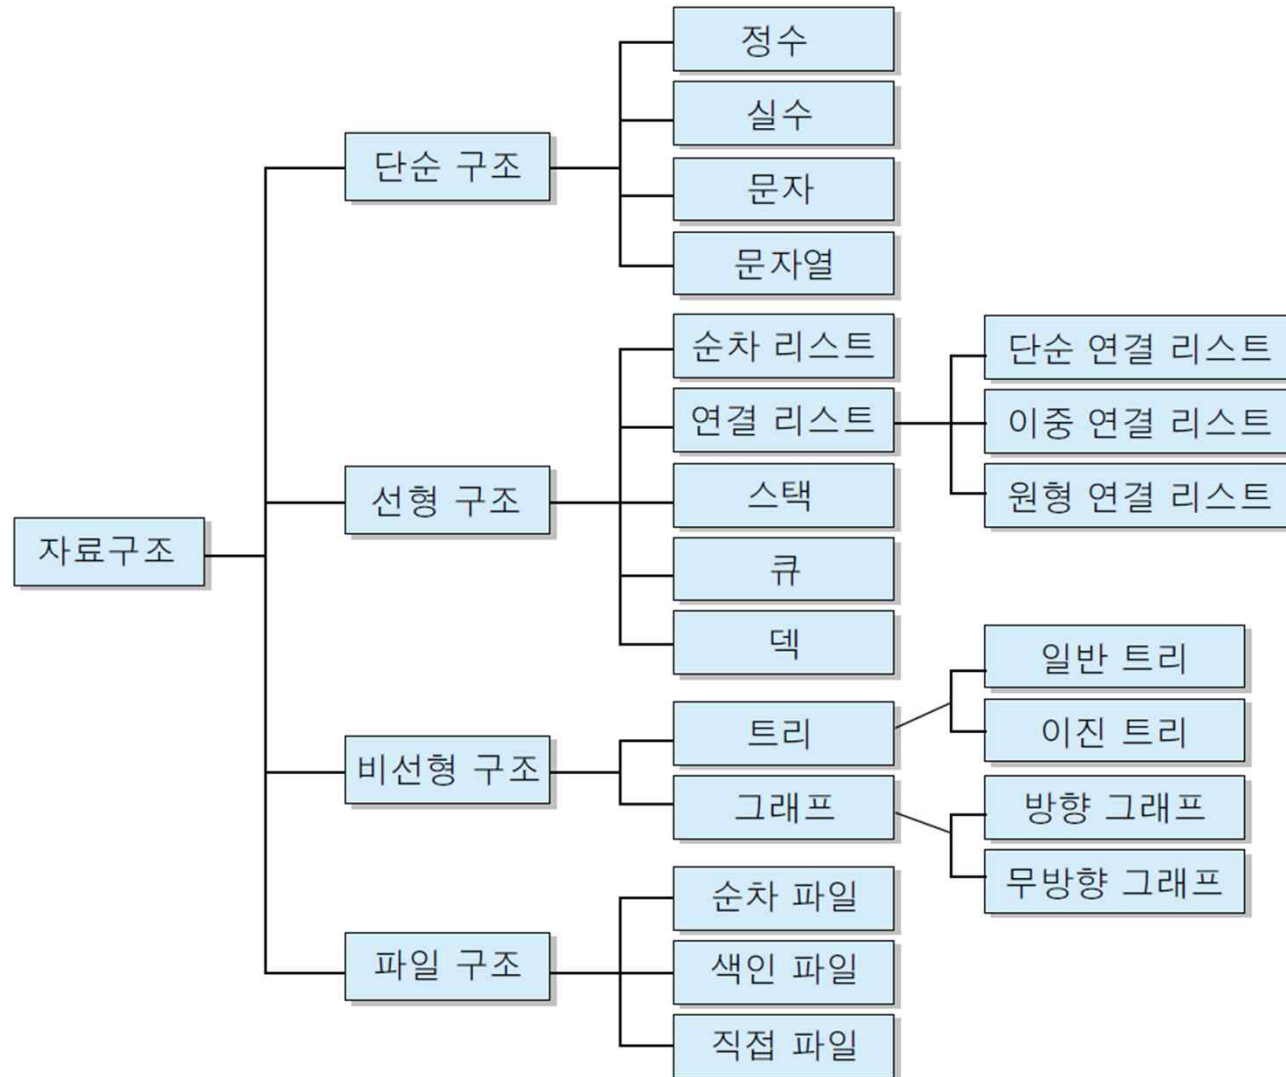 자료구조
단순 구조
정수
실수
문자
문자열
선형 구조
순차 리스트
연결 리스트
단순 연결 리스트
이중 연결 리스트
원형 연결 리스트
스택
큐
덱
비선형 구조
트리
일반 트리
이진 트리
그래프
방향 그래프
무방향 그래프
파일 구조
순차 파일
색인 파일
직접 파일